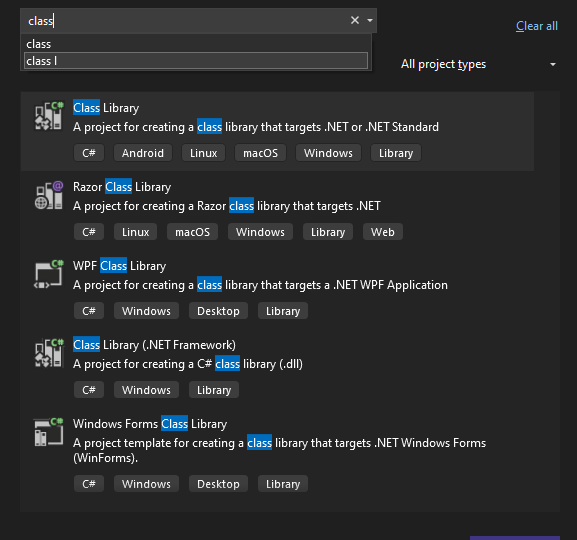 class
Clear all
class
class l
All project types
Class Library
A project for creating a class library that targets .NET or .NET Standard
C# Android Linux macOS Windows Library
Razor Class Library
A project for creating a Razor class library that targets .NET
C# Linux macOS Windows Library Web
WPF Class Library
A project for creating a class library that targets a .NET WPF Application
C# Windows Desktop Library
Class Library (.NET Framework)
A project for creating a C# class library (.dll)
C# Windows Library
Windows Forms Class Library
A project template for creating a class library that targets .NET Windows Forms
(WinForms).
C# Windows Desktop Library